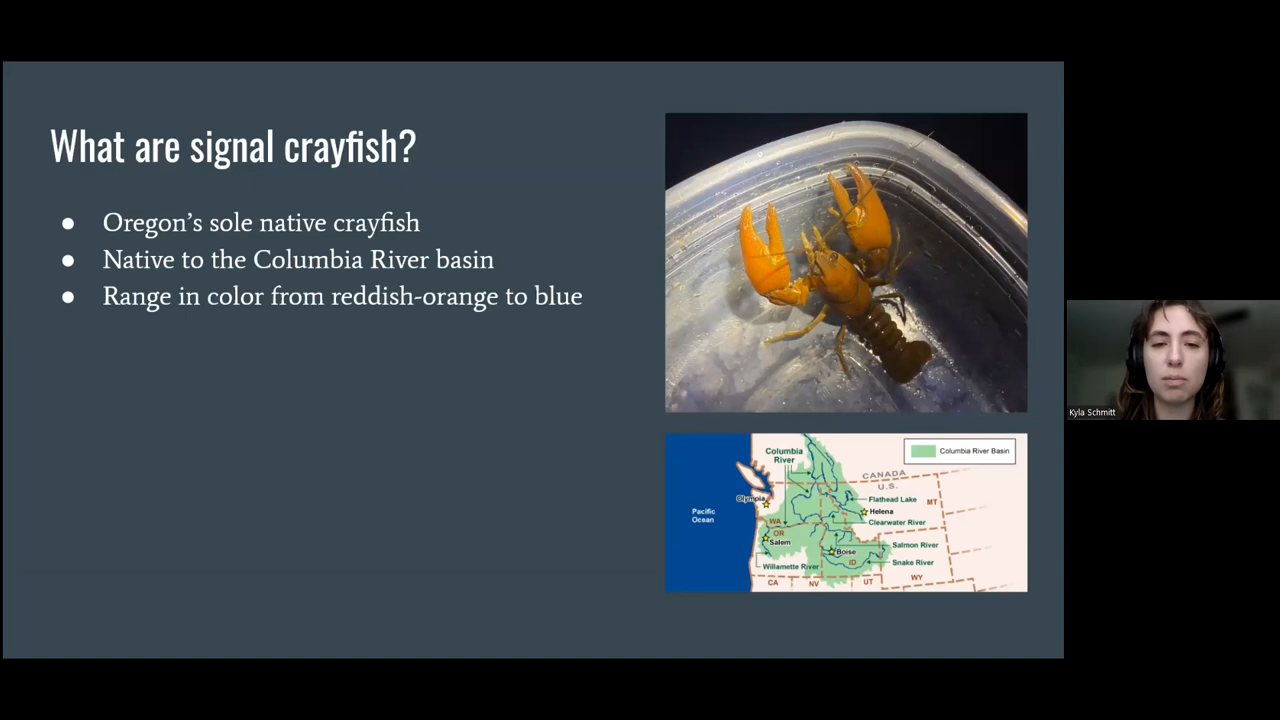 What are signal crayfish?
● Oregon’s sole native crayfish
● Native to the Columbia River basin
● Range in color from reddish-orange to blue
Columbia River Basin
Columbia
River
CANADA
U.S.
Olympia
Flathead Lake
MT
Helena
Pacific
Ocean
WA
Clearwater River
OR
Salem
Salmon River
Boise
ID
Snake River
Willamette River
WY
CA
NV
UT
Kyla Schmitt